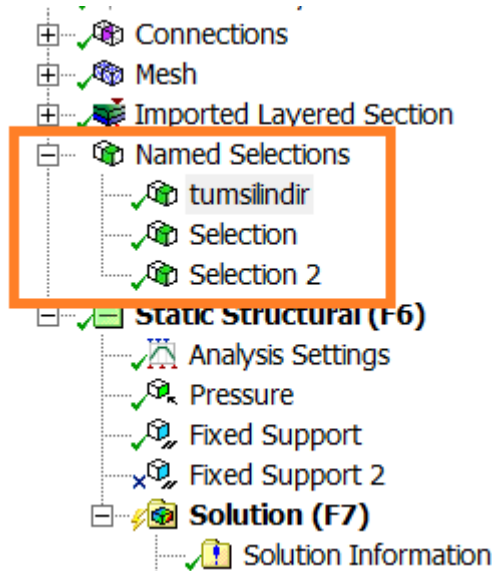 Connections
Mesh
Imported Layered Section
Named Selections
tumsilindir
Selection
Selection 2
Static Structural (F6)
Analysis Settings
Pressure
Fixed Support
Fixed Support 2
Solution (F7)
Solution Information